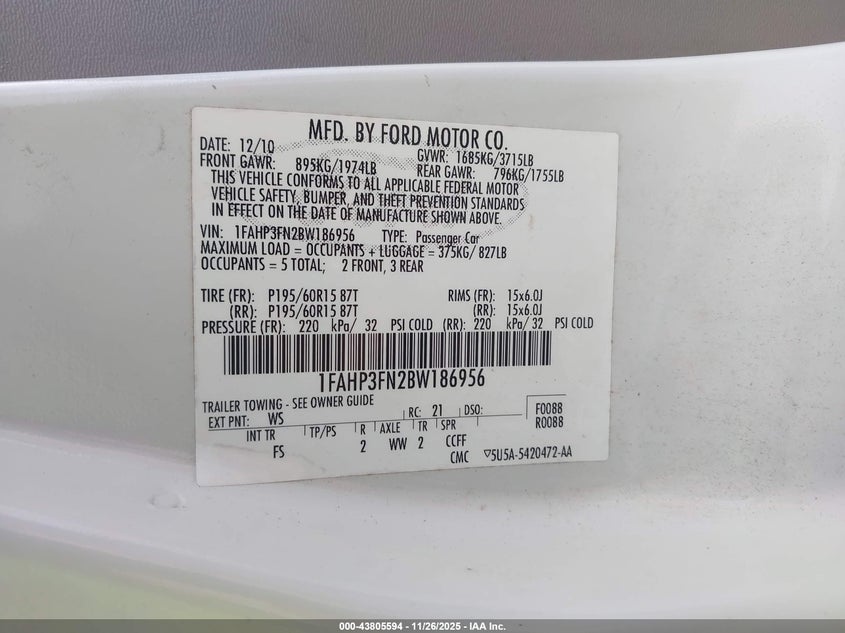 MFD. BY FORD MOTOR CO.
DATE: 12/10 GVWR: 1685KG/3715LB
FRONT GAWR: 895KG/1974LB REAR GAWR: 796KG/1755LB
THIS VEHICLE CONFORMS TO ALL APPLICABLE FEDERAL MOTOR
VEHICLE SAFETY, BUMPER, AND THEFT PREVENTION STANDARDS
IN EFFECT ON THE DATE OF MANUFACTURE SHOWN ABOVE.
VIN: 1FAHP3FN2BW186956 TYPE: Passenger Car
MAXIMUM LOAD = OCCUPANTS + LUGGAGE = 375KG/ 827LB
OCCUPANTS = 5 TOTAL; 2 FRONT, 3 REAR
TIRE (FR): P195/60R15 87T RIMS (FR): 15x6.0J
(RR): P195/60R15 87T (RR): 15x6.0J
PRESSURE (FR): 220 kPa/ 32 PSI COLD (RR): 220 kPa/ 32 PSI COLD
1FAHP3FN2BW186956
TRAILER TOWING - SEE OWNER GUIDE
EXT PNT: WS RC: 21 DSO: F0088
R0088
INT TR TP/PS R AXLE TR SPR
FS 2 WW 2 CCFF
CMC ▽5U5A-5420472-AA
000-43805594 - 11/26/2025 - IAA Inc.